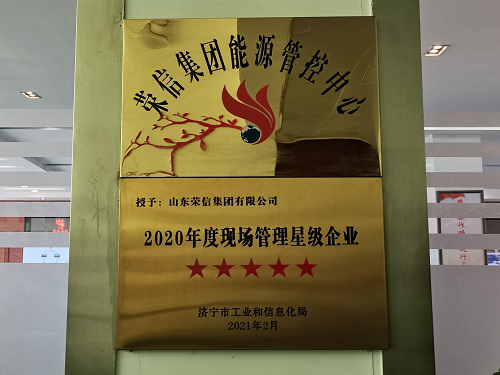 荣信集团能源管控中心
授予：山东荣信集团有限公司
2020年度现场管理星级企业
济宁市工业和信息化局
2021年2月